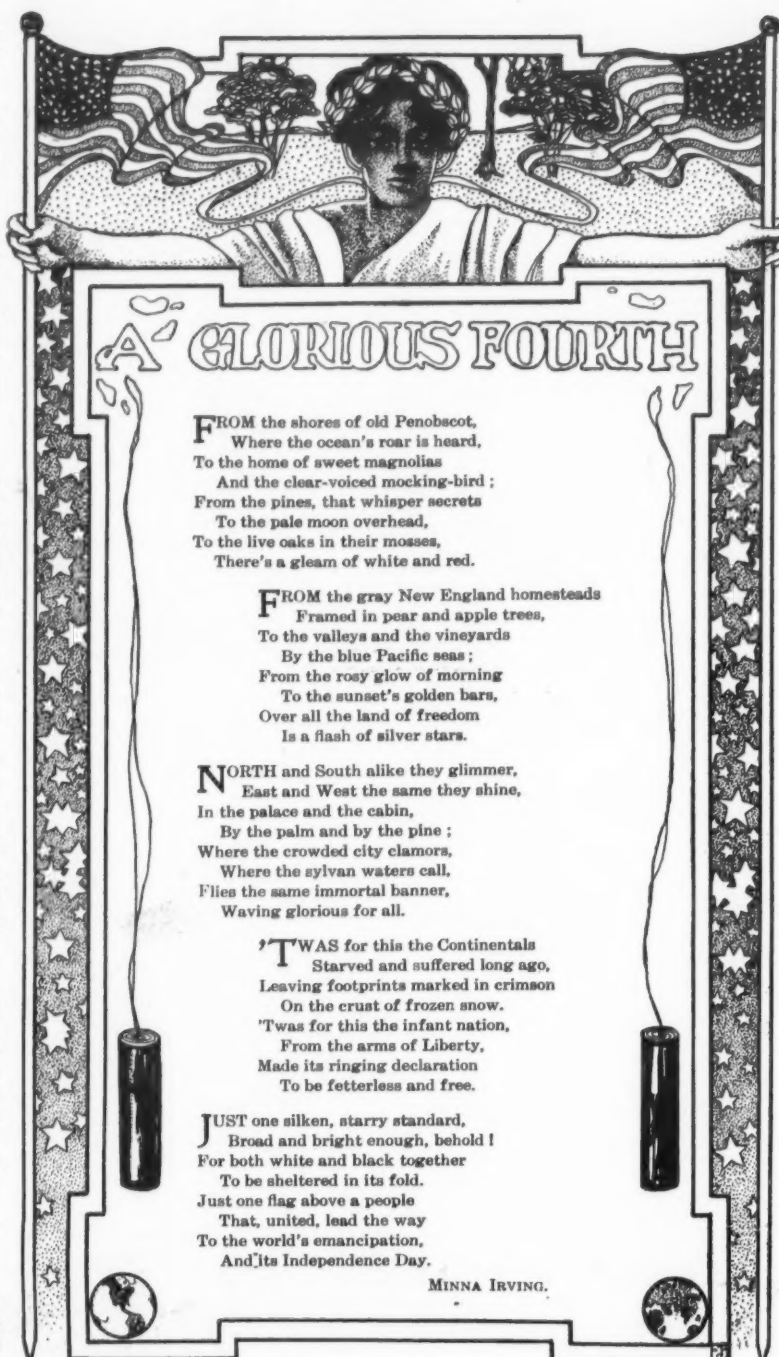 A GLORIOUS FOURTH
FROM the shores of old Penobscot,
Where the ocean's roar is heard,
To the home of sweet magnolias
And the clear-voiced mocking-bird ;
From the pines, that whisper secrets
To the pale moon overhead,
To the live oaks in their mosses,
There's a gleam of white and red.
FROM the gray New England homesteads
Framed in pear and apple trees,
To the valleys and the vineyards
By the blue Pacific seas ;
From the rosy glow of morning
To the sunset's golden bars,
Over all the land of freedom
Is a flash of silver stars.
NORTH and South alike they glimmer,
East and West the same they shine,
In the palace and the cabin,
By the palm and by the pine ;
Where the crowded city clamors,
Where the sylvan waters call,
Flies the same immortal banner,
Waving glorious for all.
'TWAS for this the Continentals
Starved and suffered long ago,
Leaving footprints marked in crimson
On the crust of frozen snow.
'Twas for this the infant nation,
From the arms of Liberty,
Made its ringing declaration
To be fetterless and free.
JUST one silken, starry standard,
Broad and bright enough, behold !
For both white and black together
To be sheltered in its fold.
Just one flag above a people
That, united, lead the way
To the world's emancipation,
And its Independence Day.
MINNA IRVING.